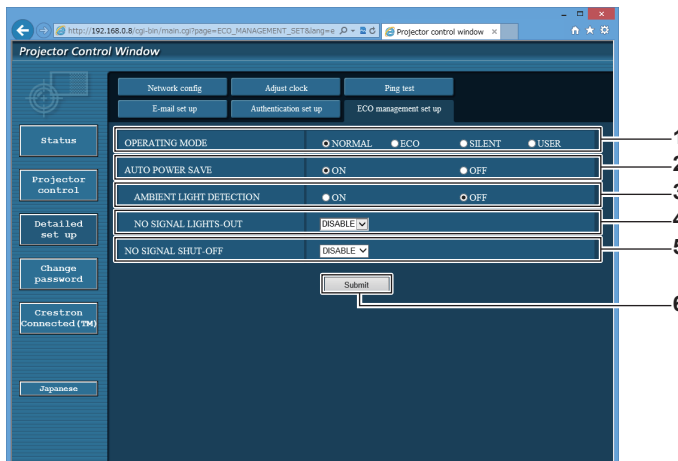 http://192.168.0.8/cgi-bin/main.cgi?page=ECO_MANAGEMENT_SET&lang=e
Projector control window
Projector Control Window
Network config
Adjust clock
Ping test
E-mail set up
Authentication set up
ECO management set up
Status
Projector control
Detailed set up
Change password
Crestron Connected(TM)
Japanese
OPERATING MODE NORMAL ECO SILENT USER 1
AUTO POWER SAVE ON OFF 2
AMBIENT LIGHT DETECTION ON OFF 3
NO SIGNAL LIGHTS-OUT DISABLE 4
NO SIGNAL SHUT-OFF DISABLE 5
Submit 6